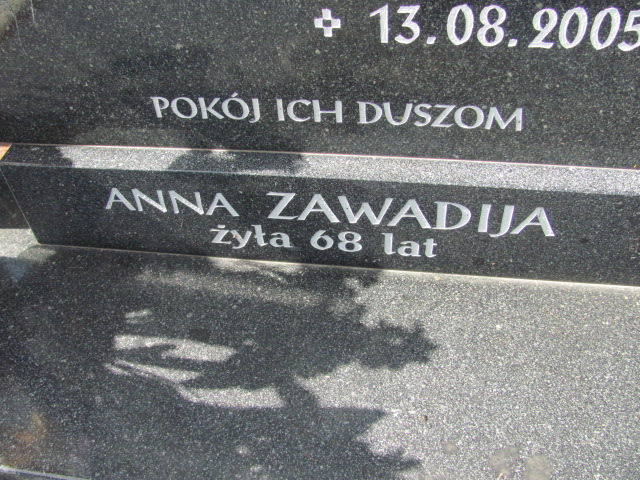 ✝ 13.08.2005
POKÓJ ICH DUSZOM
ANNA ZAWADIJA
żyła 68 lat